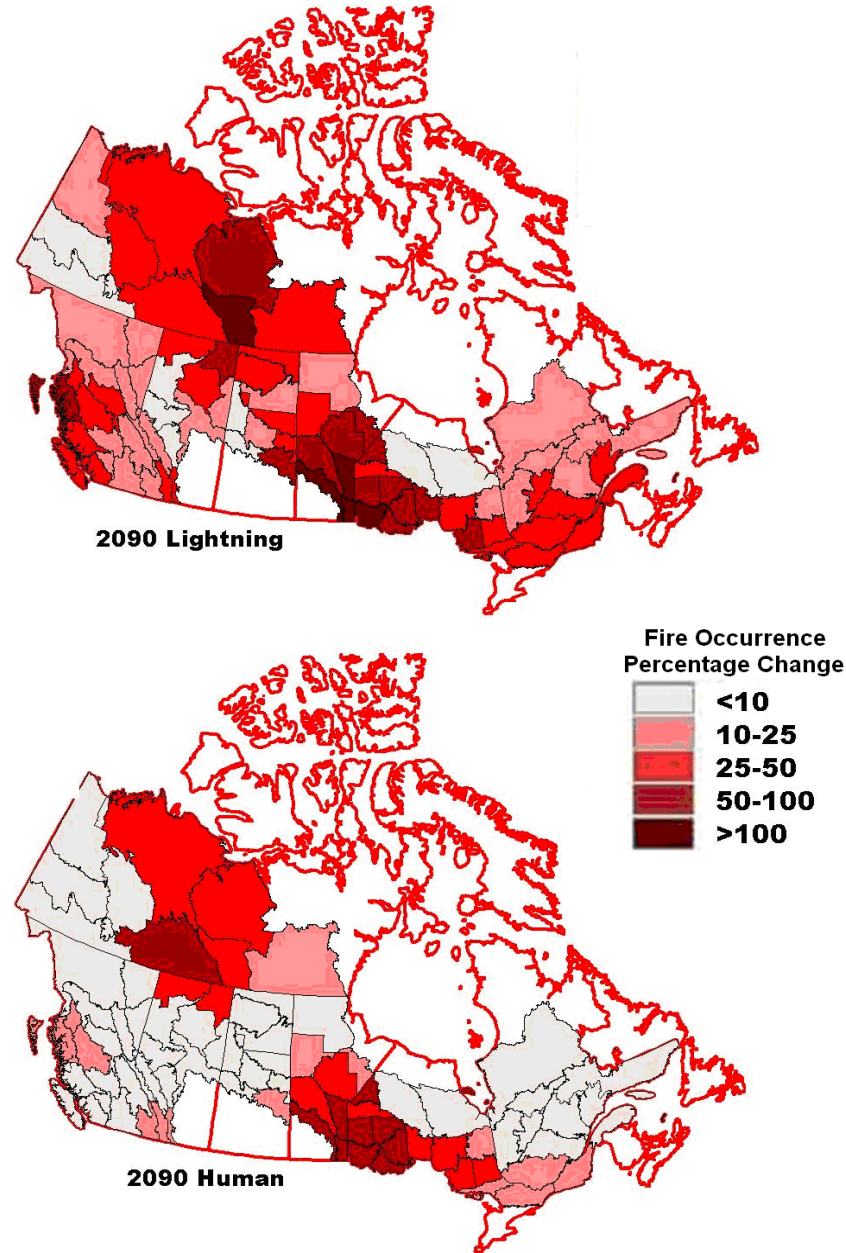 2090 Lightning
Fire Occurrence
Percentage Change
<10
10-25
25-50
50-100
>100
2090 Human